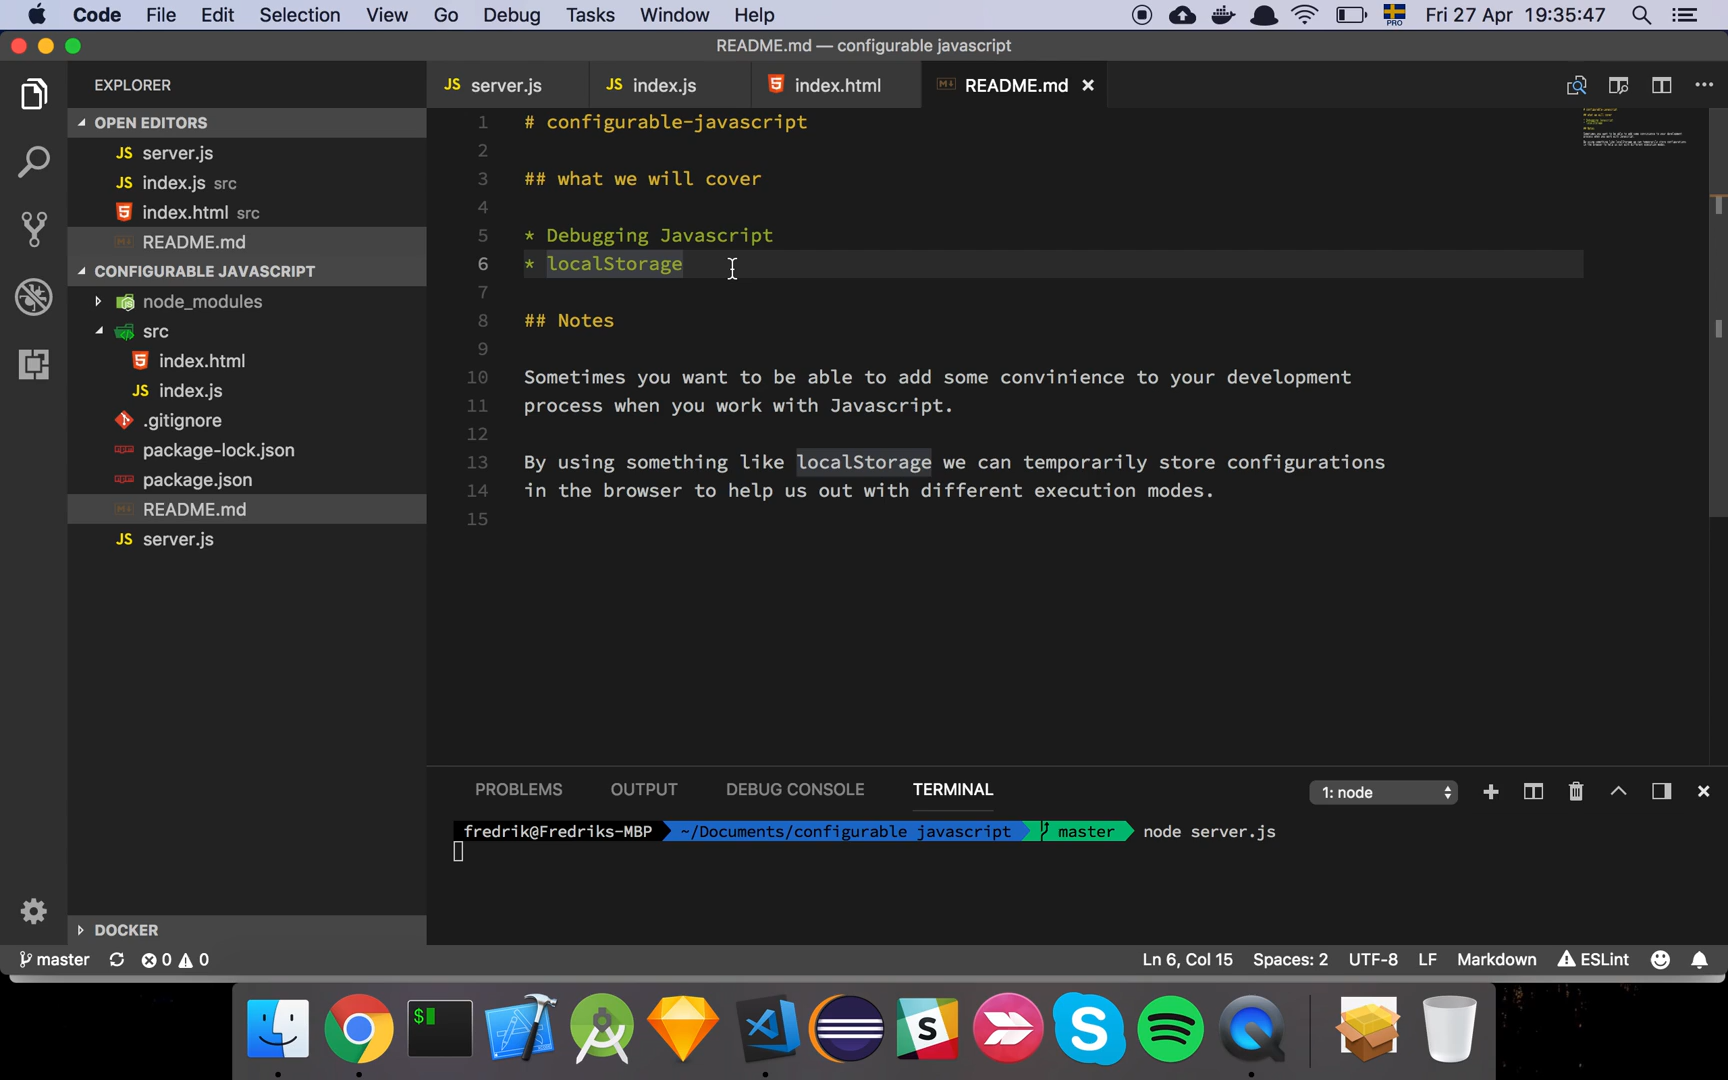 Code File Edit Selection View Go Debug Tasks Window Help PRO Fri 27 Apr 19:35:47
README.md — configurable javascript
EXPLORER
OPEN EDITORS
JS server.js
JS index.js src
index.html src
README.md
CONFIGURABLE JAVASCRIPT
node_modules
src
index.html
JS index.js
.gitignore
package-lock.json
package.json
README.md
JS server.js
DOCKER
JS server.js JS index.js index.html README.md
1 # configurable-javascript
2
3 ## what we will cover
4
5 * Debugging Javascript
6 * localStorage
7
8 ## Notes
9
10 Sometimes you want to be able to add some convinience to your development
11 process when you work with Javascript.
12
13 By using something like localStorage we can temporarily store configurations
14 in the browser to help us out with different execution modes.
15
PROBLEMS OUTPUT DEBUG CONSOLE TERMINAL 1: node
fredrik@Fredriks-MBP ~/Documents/configurable javascript master node server.js
master 0 0 Ln 6, Col 15 Spaces: 2 UTF-8 LF Markdown ESLint
$
S
S